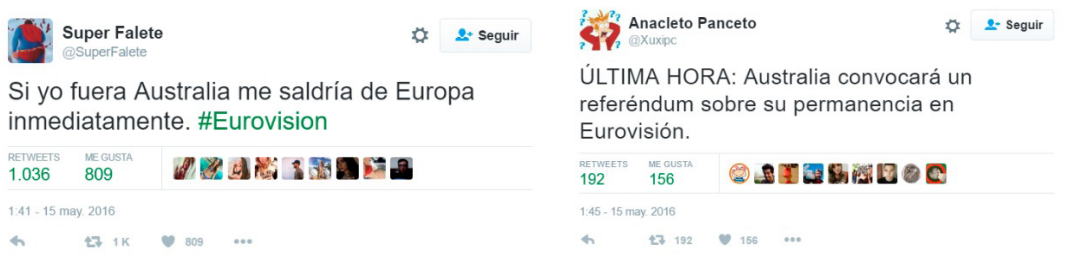 Super Falete
@SuperFalete
Seguir
Si yo fuera Australia me saldría de Europa
inmediatamente. #Eurovision
RETWEETS ME GUSTA
1.036 809
1:41 - 15 may. 2016
1 K 809
Anacleto Panceto
@Xuxipc
Seguir
ÚLTIMA HORA: Australia convocará un
referéndum sobre su permanencia en
Eurovisión.
RETWEETS ME GUSTA
192 156
1:45 - 15 may. 2016
192 156